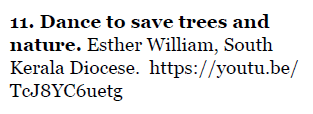 11. Dance to save trees and
nature. Esther William, South
Kerala Diocese.  https://youtu.be/
TcJ8YC6uetg